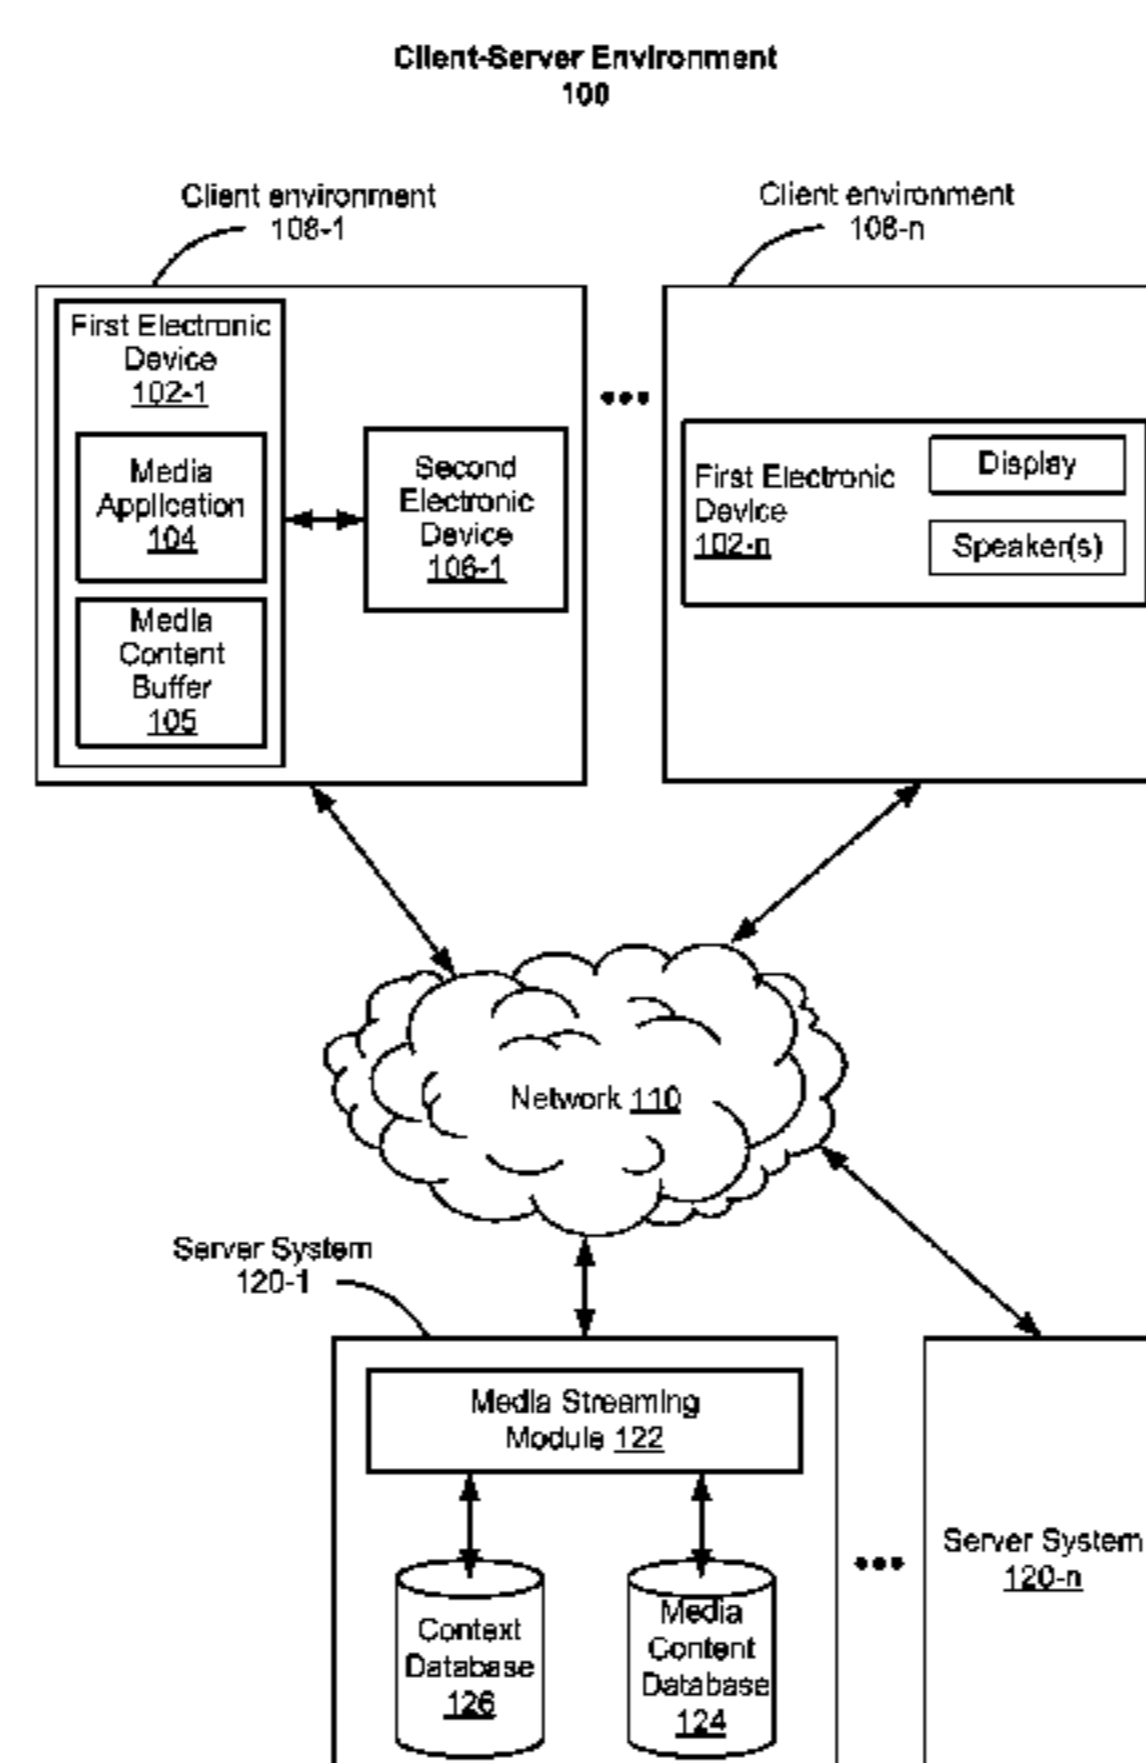 Client-Server Environment
100
Client environment
108-1
Client environment
108-n
First Electronic
Device
102-1
Media
Application
104
Media
Content
Buffer
105
Second
Electronic
Device
106-1
First Electronic
Device
102-n
Display
Speaker(s)
Network 110
Server System
120-1
Media Streaming
Module 122
Context
Database
126
Media
Content
Database
124
Server System
120-n